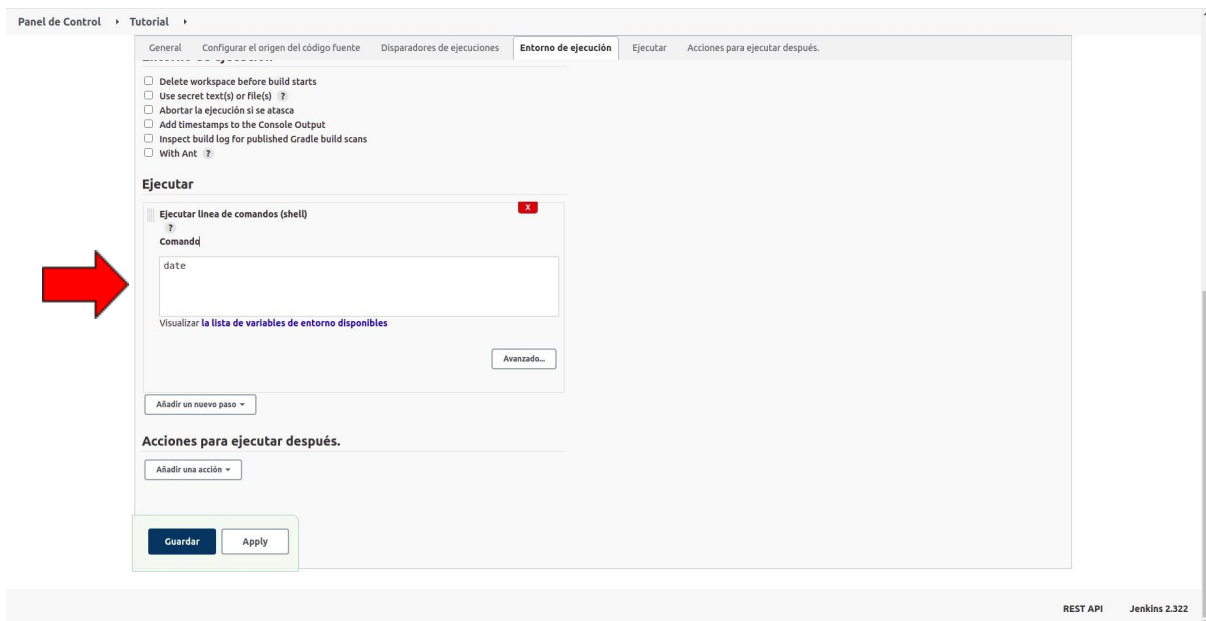 Panel de Control Tutorial
General Configurar el origen del código fuente Disparadores de ejecuciones Entorno de ejecución Ejecutar Acciones para ejecutar después.
Entorno de ejecución
Delete workspace before build starts
Use secret text(s) or file(s) ?
Abortar la ejecución si se atasca
Add timestamps to the Console Output
Inspect build log for published Gradle build scans
With Ant ?
Ejecutar
X
Ejecutar linea de comandos (shell)
?
Comando
date
Visualizar la lista de variables de entorno disponibles
Avanzado...
Añadir un nuevo paso
Acciones para ejecutar después.
Añadir una acción
Guardar Apply
REST API Jenkins 2.322